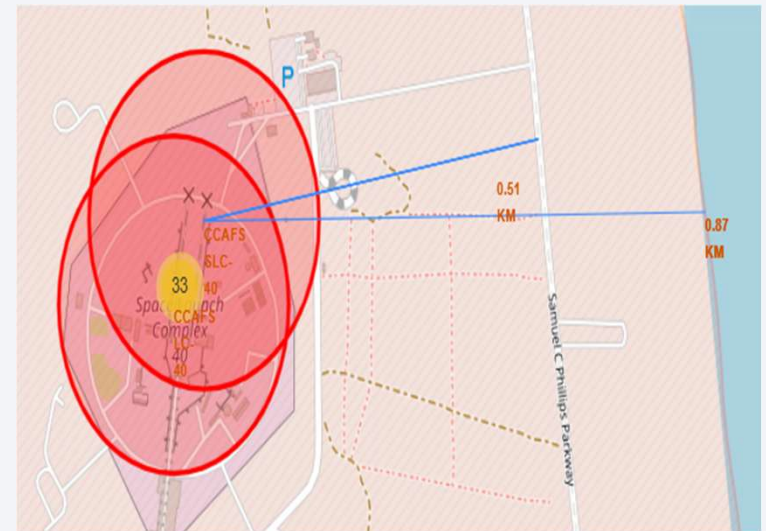 P
0.51
KM
0.87
KM
CCAFS
SLC-
40
33
Space Launch
Complex
40
CCAFS
LC-
40
Samuel C Phillips Parkway